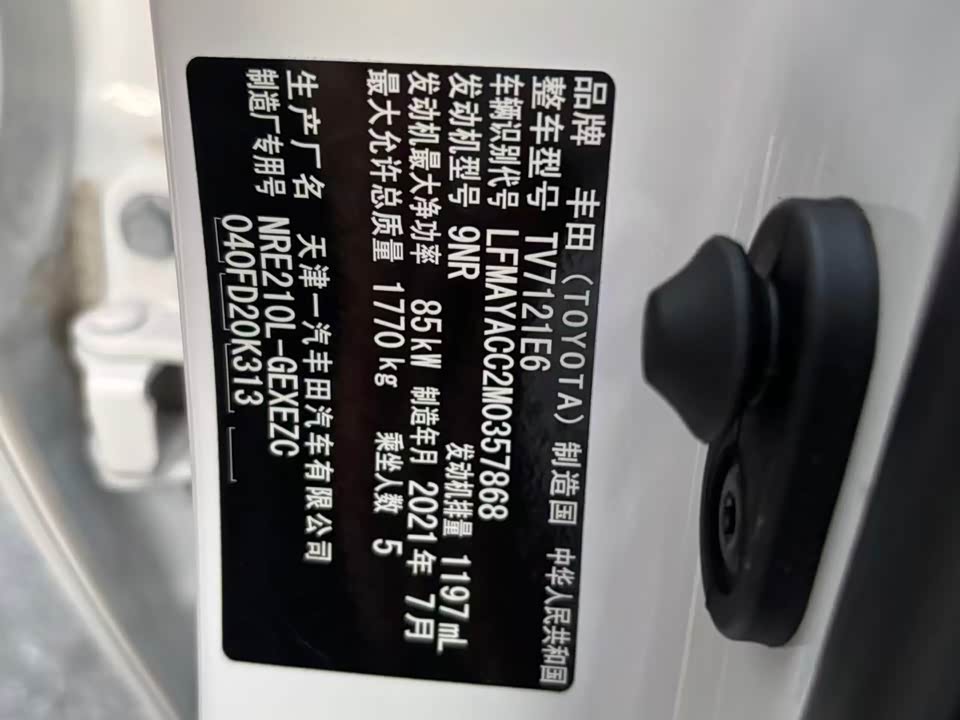 品牌 丰田(TOYOTA) 制造国 中华人民共和国
整车型号 TV7121E6
车辆识别代号 LFMAYACC2M0357868
发动机型号 9NR 发动机排量 1197mL
发动机最大净功率 85kW 制造年月 2021年 7月
最大允许总质量 1770kg 乘坐人数 5
生产厂名 天津一汽丰田汽车有限公司
制造厂专用号 NRE210L-GEXEZC
040FD20K313